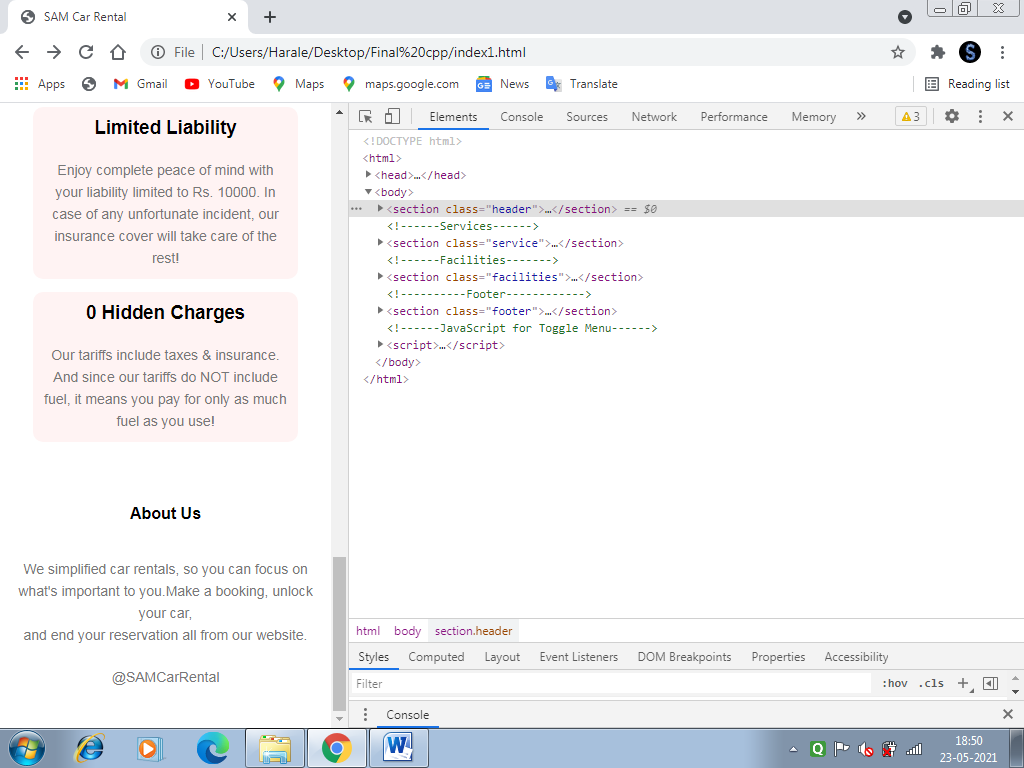 SAM Car Rental
File
C:/Users/Harale/Desktop/Final%20cpp/index1.html
S
Apps
Gmail
YouTube
Maps
maps.google.com
News
Translate
Reading list
Limited Liability
Enjoy complete peace of mind with
your liability limited to Rs. 10000. In
case of any unfortunate incident, our
insurance cover will take care of the
rest!
0 Hidden Charges
Our tariffs include taxes & insurance.
And since our tariffs do NOT include
fuel, it means you pay for only as much
fuel as you use!
About Us
We simplified car rentals, so you can focus on
what's important to you.Make a booking, unlock
your car,
and end your reservation all from our website.
@SAMCarRental
Elements Console Sources Network Performance Memory » 3
<!DOCTYPE html>
<html>
<head>…</head>
<body>
<section class="header">…</section> == $0
<!------Services------>
<section class="service">…</section>
<!------Facilities------->
<section class="facilities">…</section>
<!----------Footer------------>
<section class="footer">…</section>
<!------JavaScript for Toggle Menu------>
<script>…</script>
</body>
</html>
html body section.header
Styles Computed Layout Event Listeners DOM Breakpoints Properties Accessibility
Filter :hov .cls +
Console
18:50
23-05-2021